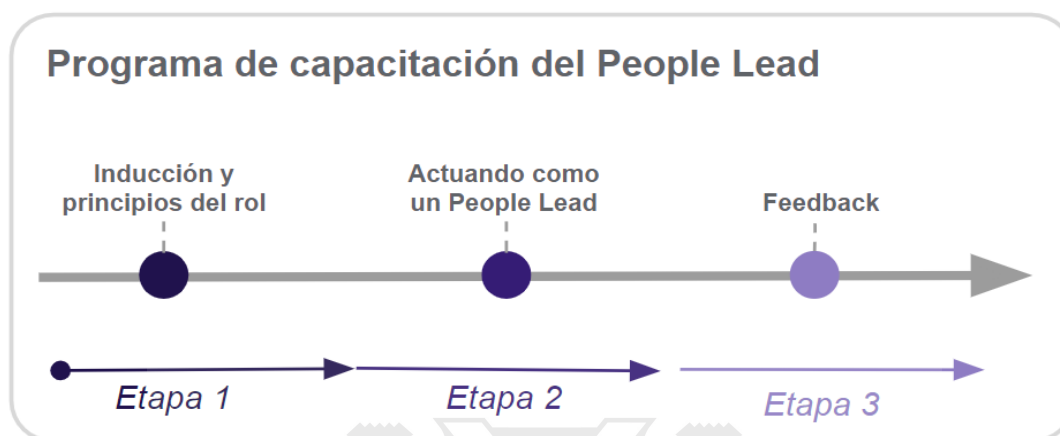 Programa de capacitación del People Lead
Inducción y
principios del rol
Actuando como
un People Lead
Feedback
Etapa 1
Etapa 2
Etapa 3